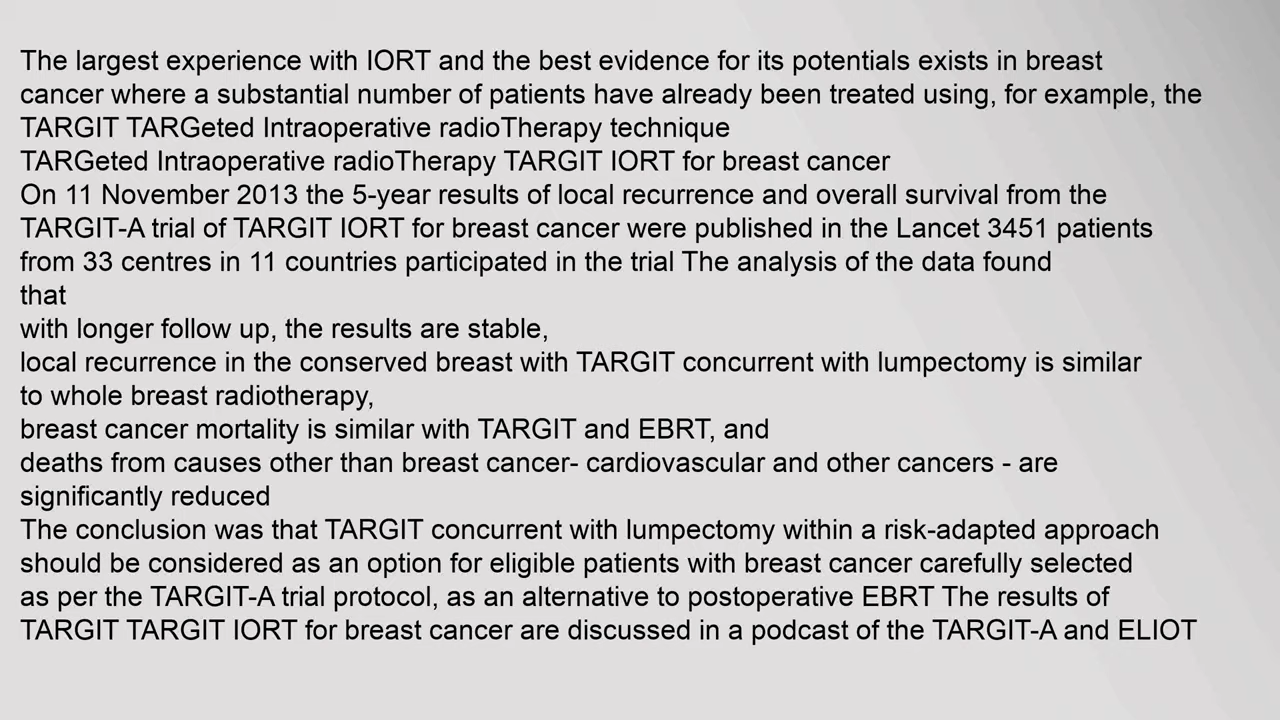 The largest experience with IORT and the best evidence for its potentials exists in breast
cancer where a substantial number of patients have already been treated using, for example, the
TARGIT TARGeted Intraoperative radioTherapy technique
TARGeted Intraoperative radioTherapy TARGIT IORT for breast cancer
On 11 November 2013 the 5-year results of local recurrence and overall survival from the
TARGIT-A trial of TARGIT IORT for breast cancer were published in the Lancet 3451 patients
from 33 centres in 11 countries participated in the trial The analysis of the data found
that
with longer follow up, the results are stable,
local recurrence in the conserved breast with TARGIT concurrent with lumpectomy is similar
to whole breast radiotherapy,
breast cancer mortality is similar with TARGIT and EBRT, and
deaths from causes other than breast cancer- cardiovascular and other cancers - are
significantly reduced
The conclusion was that TARGIT concurrent with lumpectomy within a risk-adapted approach
should be considered as an option for eligible patients with breast cancer carefully selected
as per the TARGIT-A trial protocol, as an alternative to postoperative EBRT The results of
TARGIT TARGIT IORT for breast cancer are discussed in a podcast of the TARGIT-A and ELIOT